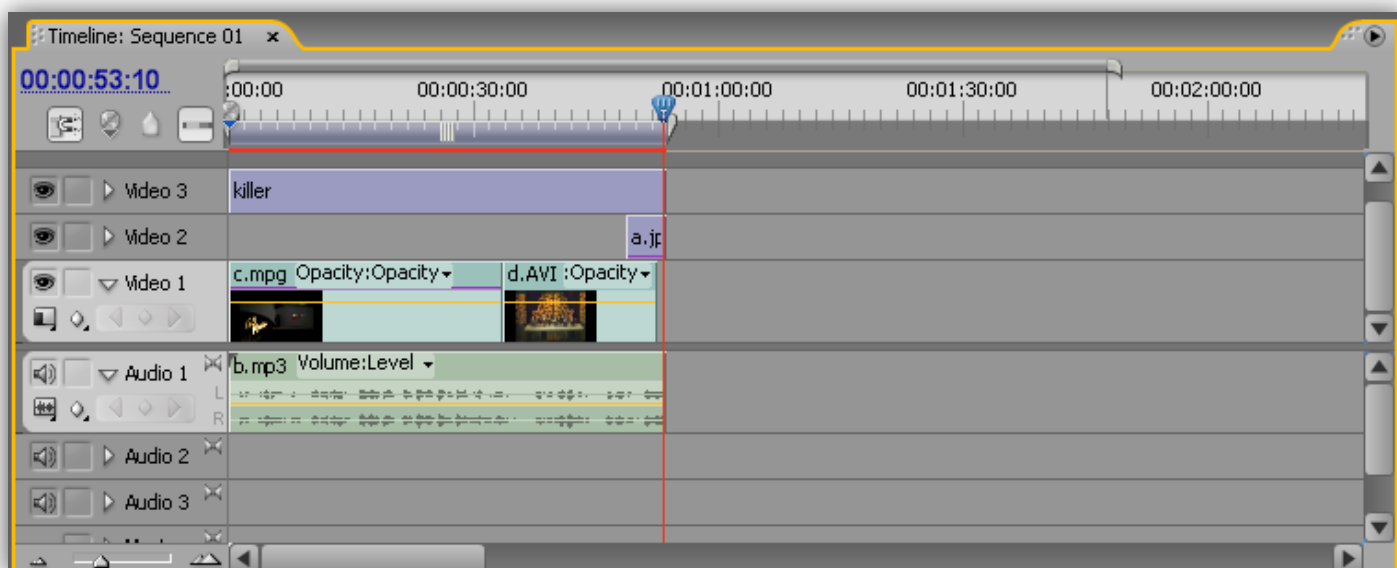 Timeline: Sequence 01 x
00:00:53:10
:00:00 00:00:30:00 00:01:00:00 00:01:30:00 00:02:00:00
Video 3 killer
Video 2 a.jp
Video 1 c.mpg Opacity:Opacity d.AVI :Opacity
Audio 1 b.mp3 Volume:Level
L
R
Audio 2
Audio 3